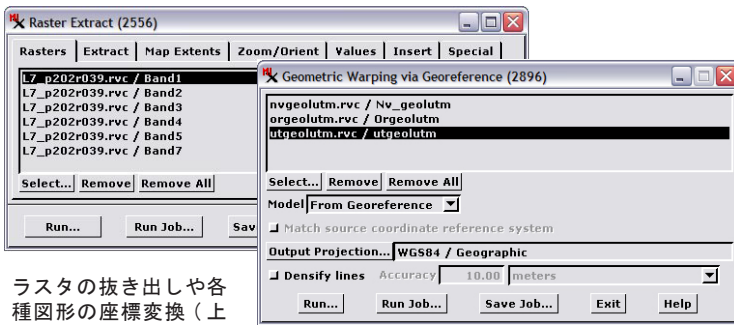 Raster Extract (2556)
Rasters Extract Map Extents Zoom/Orient Values Insert Special
L7_p202r039.rvc / Band1
L7_p202r039.rvc / Band2
L7_p202r039.rvc / Band3
L7_p202r039.rvc / Band4
L7_p202r039.rvc / Band5
L7_p202r039.rvc / Band7
Select... Remove Remove All
Run... Run Job... Sav
Geometric Warping via Georeference (2896)
nvgeolutm.rvc / Nv_geolutm
orgeolutm.rvc / Orgeolutm
utgeolutm.rvc / utgeolutm
Select... Remove Remove All
Model From Georeference
Match source coordinate reference system
Output Projection... WGS84 / Geographic
Densify lines Accuracy 10.00 meters
Run... Run Job... Save Job... Exit Help
ラスタの抜き出しや各
種図形の座標変換（上